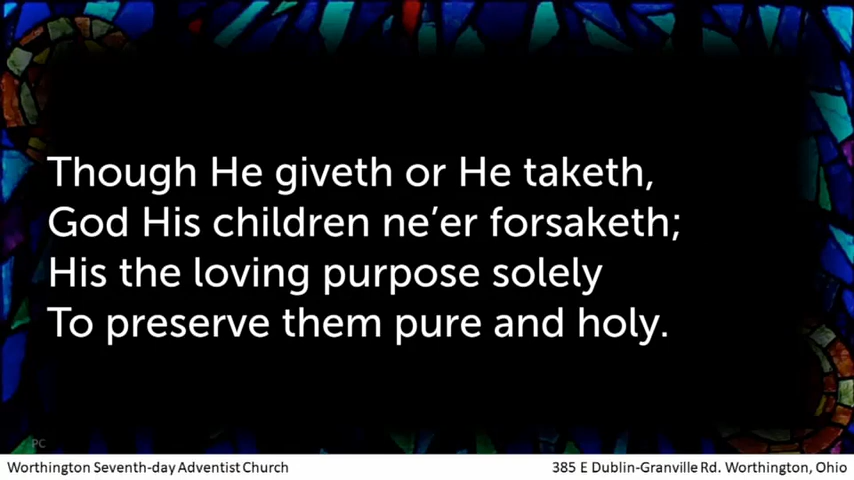 Though He giveth or He taketh,
God His children ne’er forsaketh;
His the loving purpose solely
To preserve them pure and holy.
PC
Worthington Seventh-day Adventist Church
385 E Dublin-Granville Rd. Worthington, Ohio